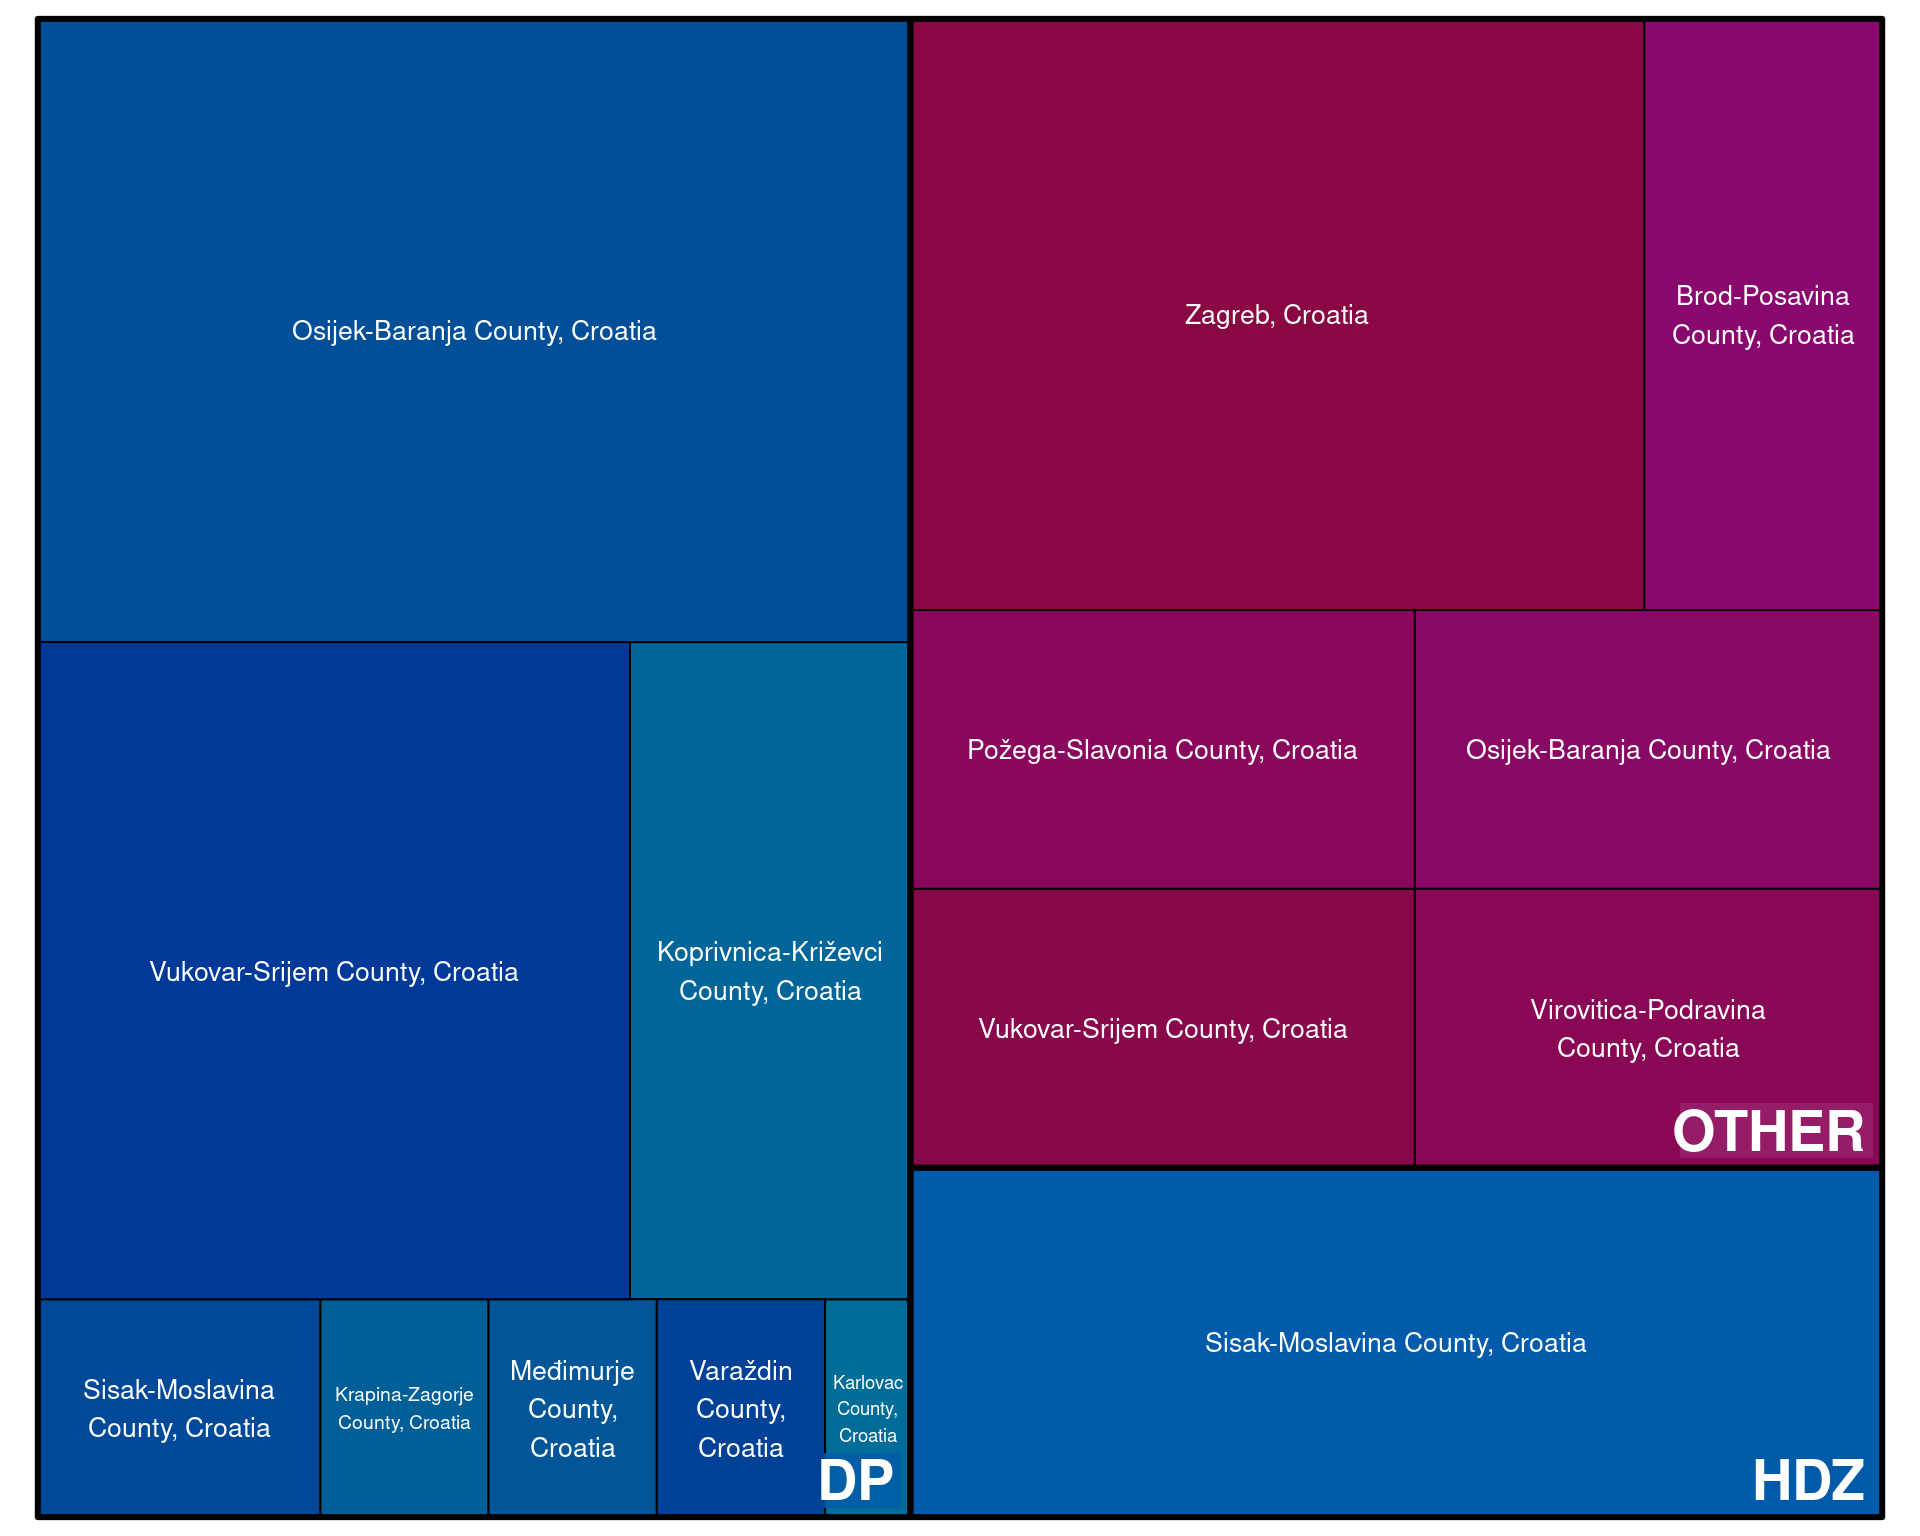 Osijek-Baranja County, Croatia
Vukovar-Srijem County, Croatia
Koprivnica-Križevci
County, Croatia
Sisak-Moslavina
County, Croatia
Krapina-Zagorje
County, Croatia
Međimurje
County,
Croatia
Varaždin
County,
Croatia
Karlovac
County,
Croatia
DP
Zagreb, Croatia
Brod-Posavina
County, Croatia
Požega-Slavonia County, Croatia
Osijek-Baranja County, Croatia
Vukovar-Srijem County, Croatia
Virovitica-Podravina
County, Croatia
OTHER
Sisak-Moslavina County, Croatia
HDZ